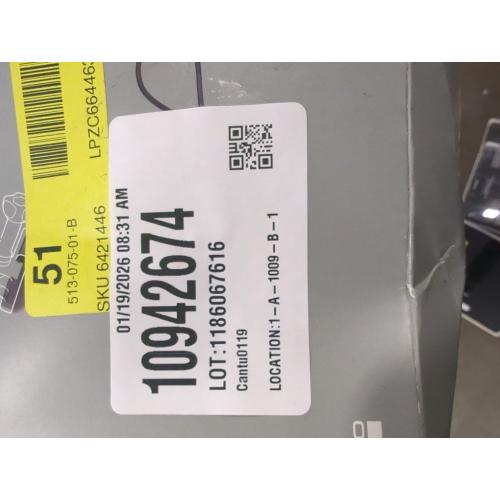 LPZC664463
51
513-075-01-B
SKU 6421446
01/19/2026 08:31 AM
10942674
LOT:1186067616
Cantu0119
LOCATION:1-A-1009-B-1